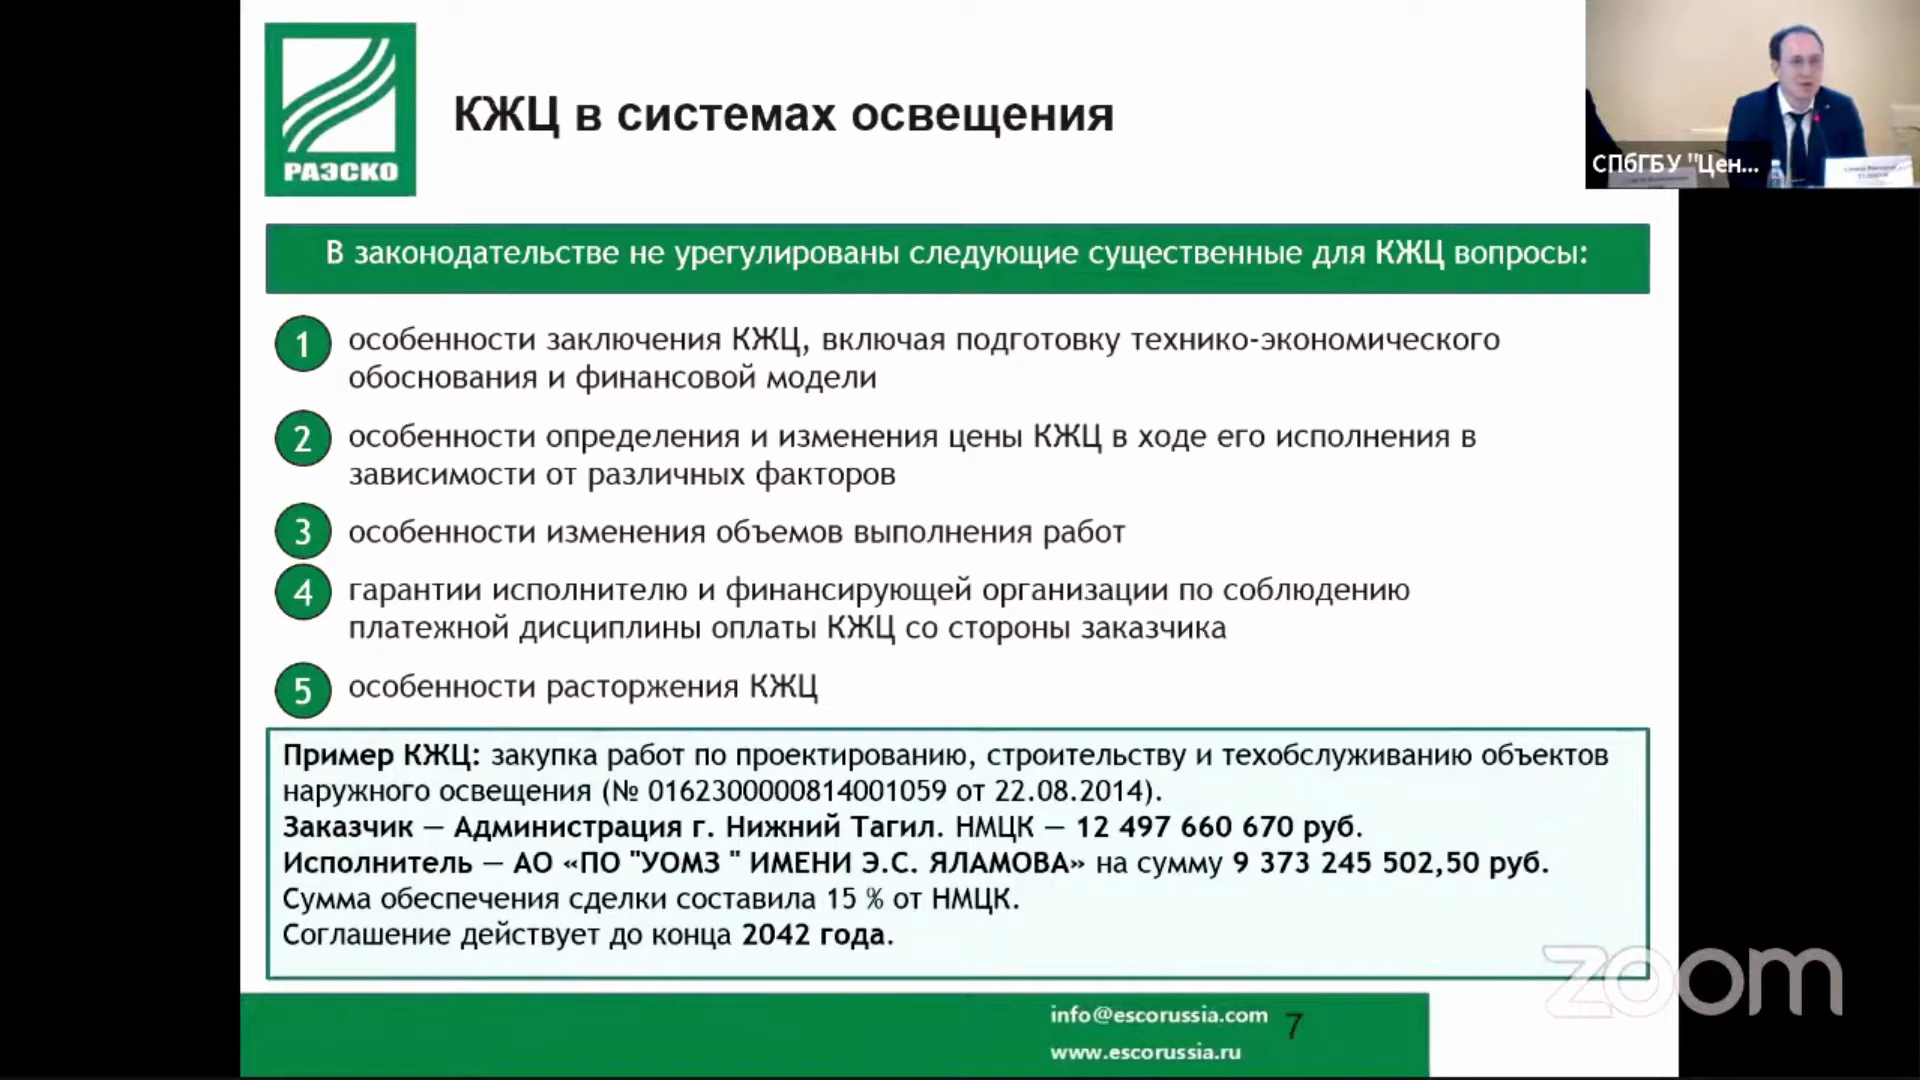 РАЭСКО
КЖЦ в системах освещения
СПбГБУ "Цен...
В законодательстве не урегулированы следующие существенные для КЖЦ вопросы:
1 особенности заключения КЖЦ, включая подготовку технико-экономического
обоснования и финансовой модели
2 особенности определения и изменения цены КЖЦ в ходе его исполнения в
зависимости от различных факторов
3 особенности изменения объемов выполнения работ
4 гарантии исполнителю и финансирующей организации по соблюдению
платежной дисциплины оплаты КЖЦ со стороны заказчика
5 особенности расторжения КЖЦ
Пример КЖЦ: закупка работ по проектированию, строительству и техобслуживанию объектов
наружного освещения (№ 0162300000814001059 от 22.08.2014).
Заказчик — Администрация г. Нижний Тагил. НМЦК — 12 497 660 670 руб.
Исполнитель — АО «ПО "УОМЗ " ИМЕНИ Э.С. ЯЛАМОВА» на сумму 9 373 245 502,50 руб.
Сумма обеспечения сделки составила 15 % от НМЦК.
Соглашение действует до конца 2042 года.
zoom
info@escorussia.com 7
www.escorussia.ru